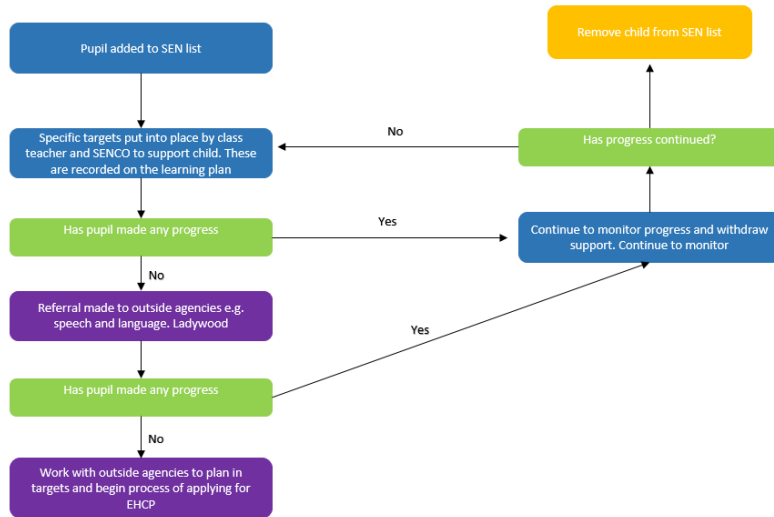 Pupil added to SEN list
Remove child from SEN list
Specific targets put into place by class
teacher and SENCO to support child. These
are recorded on the learning plan
No
Has progress continued?
Has pupil made any progress
Yes
Continue to monitor progress and withdraw
support. Continue to monitor
No
Referral made to outside agencies e.g.
speech and language. Ladywood
Yes
Has pupil made any progress
No
Work with outside agencies to plan in
targets and begin process of applying for
EHCP